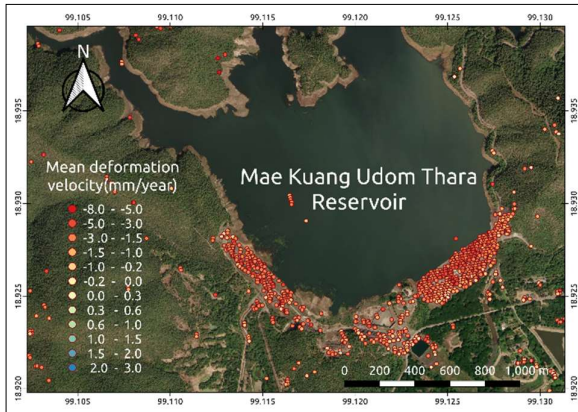 99.105 99.110 99.115 99.120 99.125 99.130
N
18.935 18.935
Mean deformation
velocity(mm/year)
Mae Kuang Udom Thara
Reservoir
18.930 18.930
-8.0 - -5.0
-5.0 - -3.0
-3.0 - -1.5
-1.5 - -1.0
-1.0 - -0.2
-0.2 - 0.0
0.0 - 0.3
0.3 - 0.6
0.6 - 1.0
1.0 - 1.5
1.5 - 2.0
2.0 - 3.0
18.925 18.925
0 200 400 600 800 1,000 m
18.920 18.920
99.105 99.110 99.115 99.120 99.125 99.130